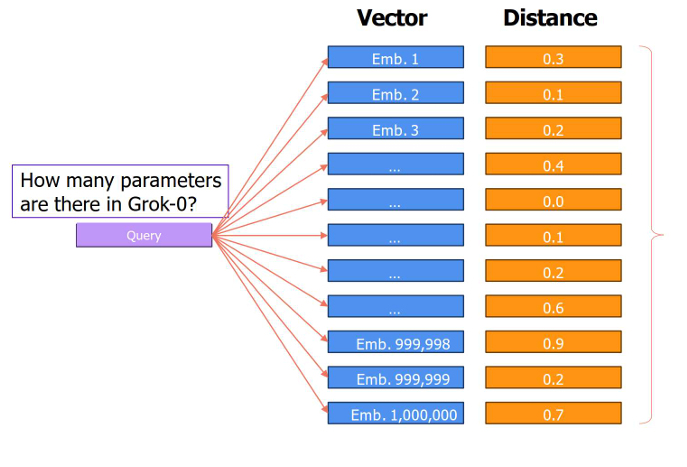 Vector Distance
Emb. 1 0.3
Emb. 2 0.1
Emb. 3 0.2
... 0.4
How many parameters
are there in Grok-0?
... 0.0
Query
... 0.1
... 0.2
... 0.6
Emb. 999,998 0.9
Emb. 999,999 0.2
Emb. 1,000,000 0.7